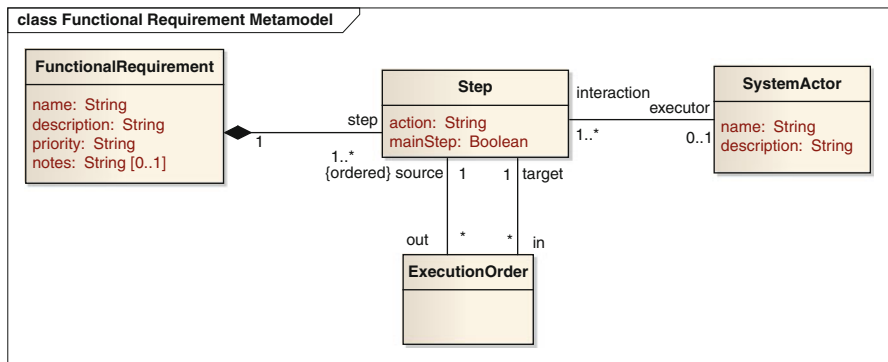 class Functional Requirement Metamodel
FunctionalRequirement
name: String
description: String
priority: String
notes: String [0..1]
1
step
1..*
{ordered}
Step
action: String
mainStep: Boolean
interaction
1..*
executor
0..1
SystemActor
name: String
description: String
source
1
1
target
out
*
*
in
ExecutionOrder